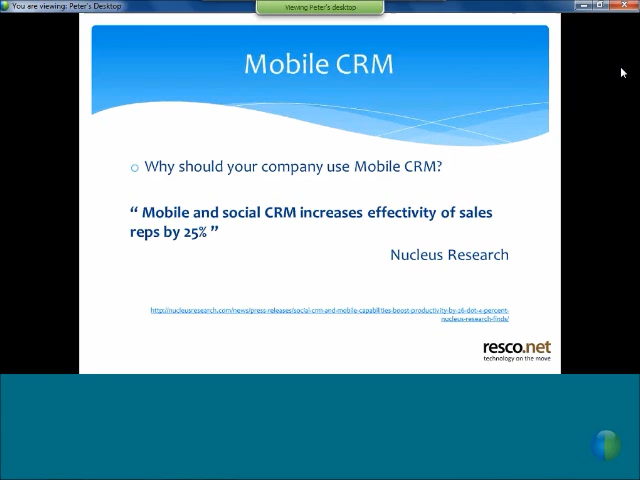 You are viewing: Peter's Desktop
Viewing Peter's desktop
Mobile CRM
Why should your company use Mobile CRM?
“ Mobile and social CRM increases effectivity of sales
reps by 25% ”
Nucleus Research
http://nucleusresearch.com/news/press-releases/social-crm-and-mobile-capabilities-boost-productivity-by-26-dot-4-percent-
nucleus-research-finds/
resco.net
technology on the move